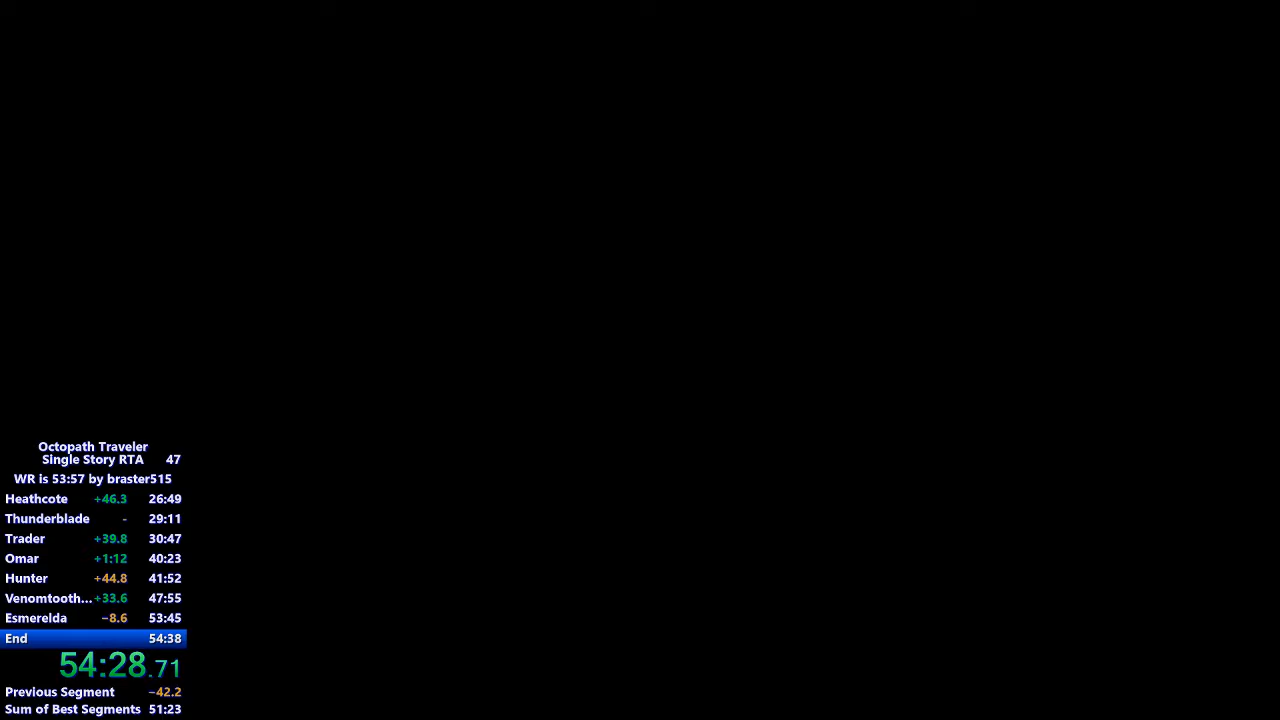 Octopath Traveler
Single Story RTA 47
WR is 53:57 by braster515
Heathcote +46.3 26:49
Thunderblade - 29:11
Trader +39.8 30:47
Omar +1:12 40:23
Hunter +44.8 41:52
Venomtooth... +33.6 47:55
Esmerelda −8.6 53:45
End 54:38
54:28.71
Previous Segment −42.2
Sum of Best Segments 51:23